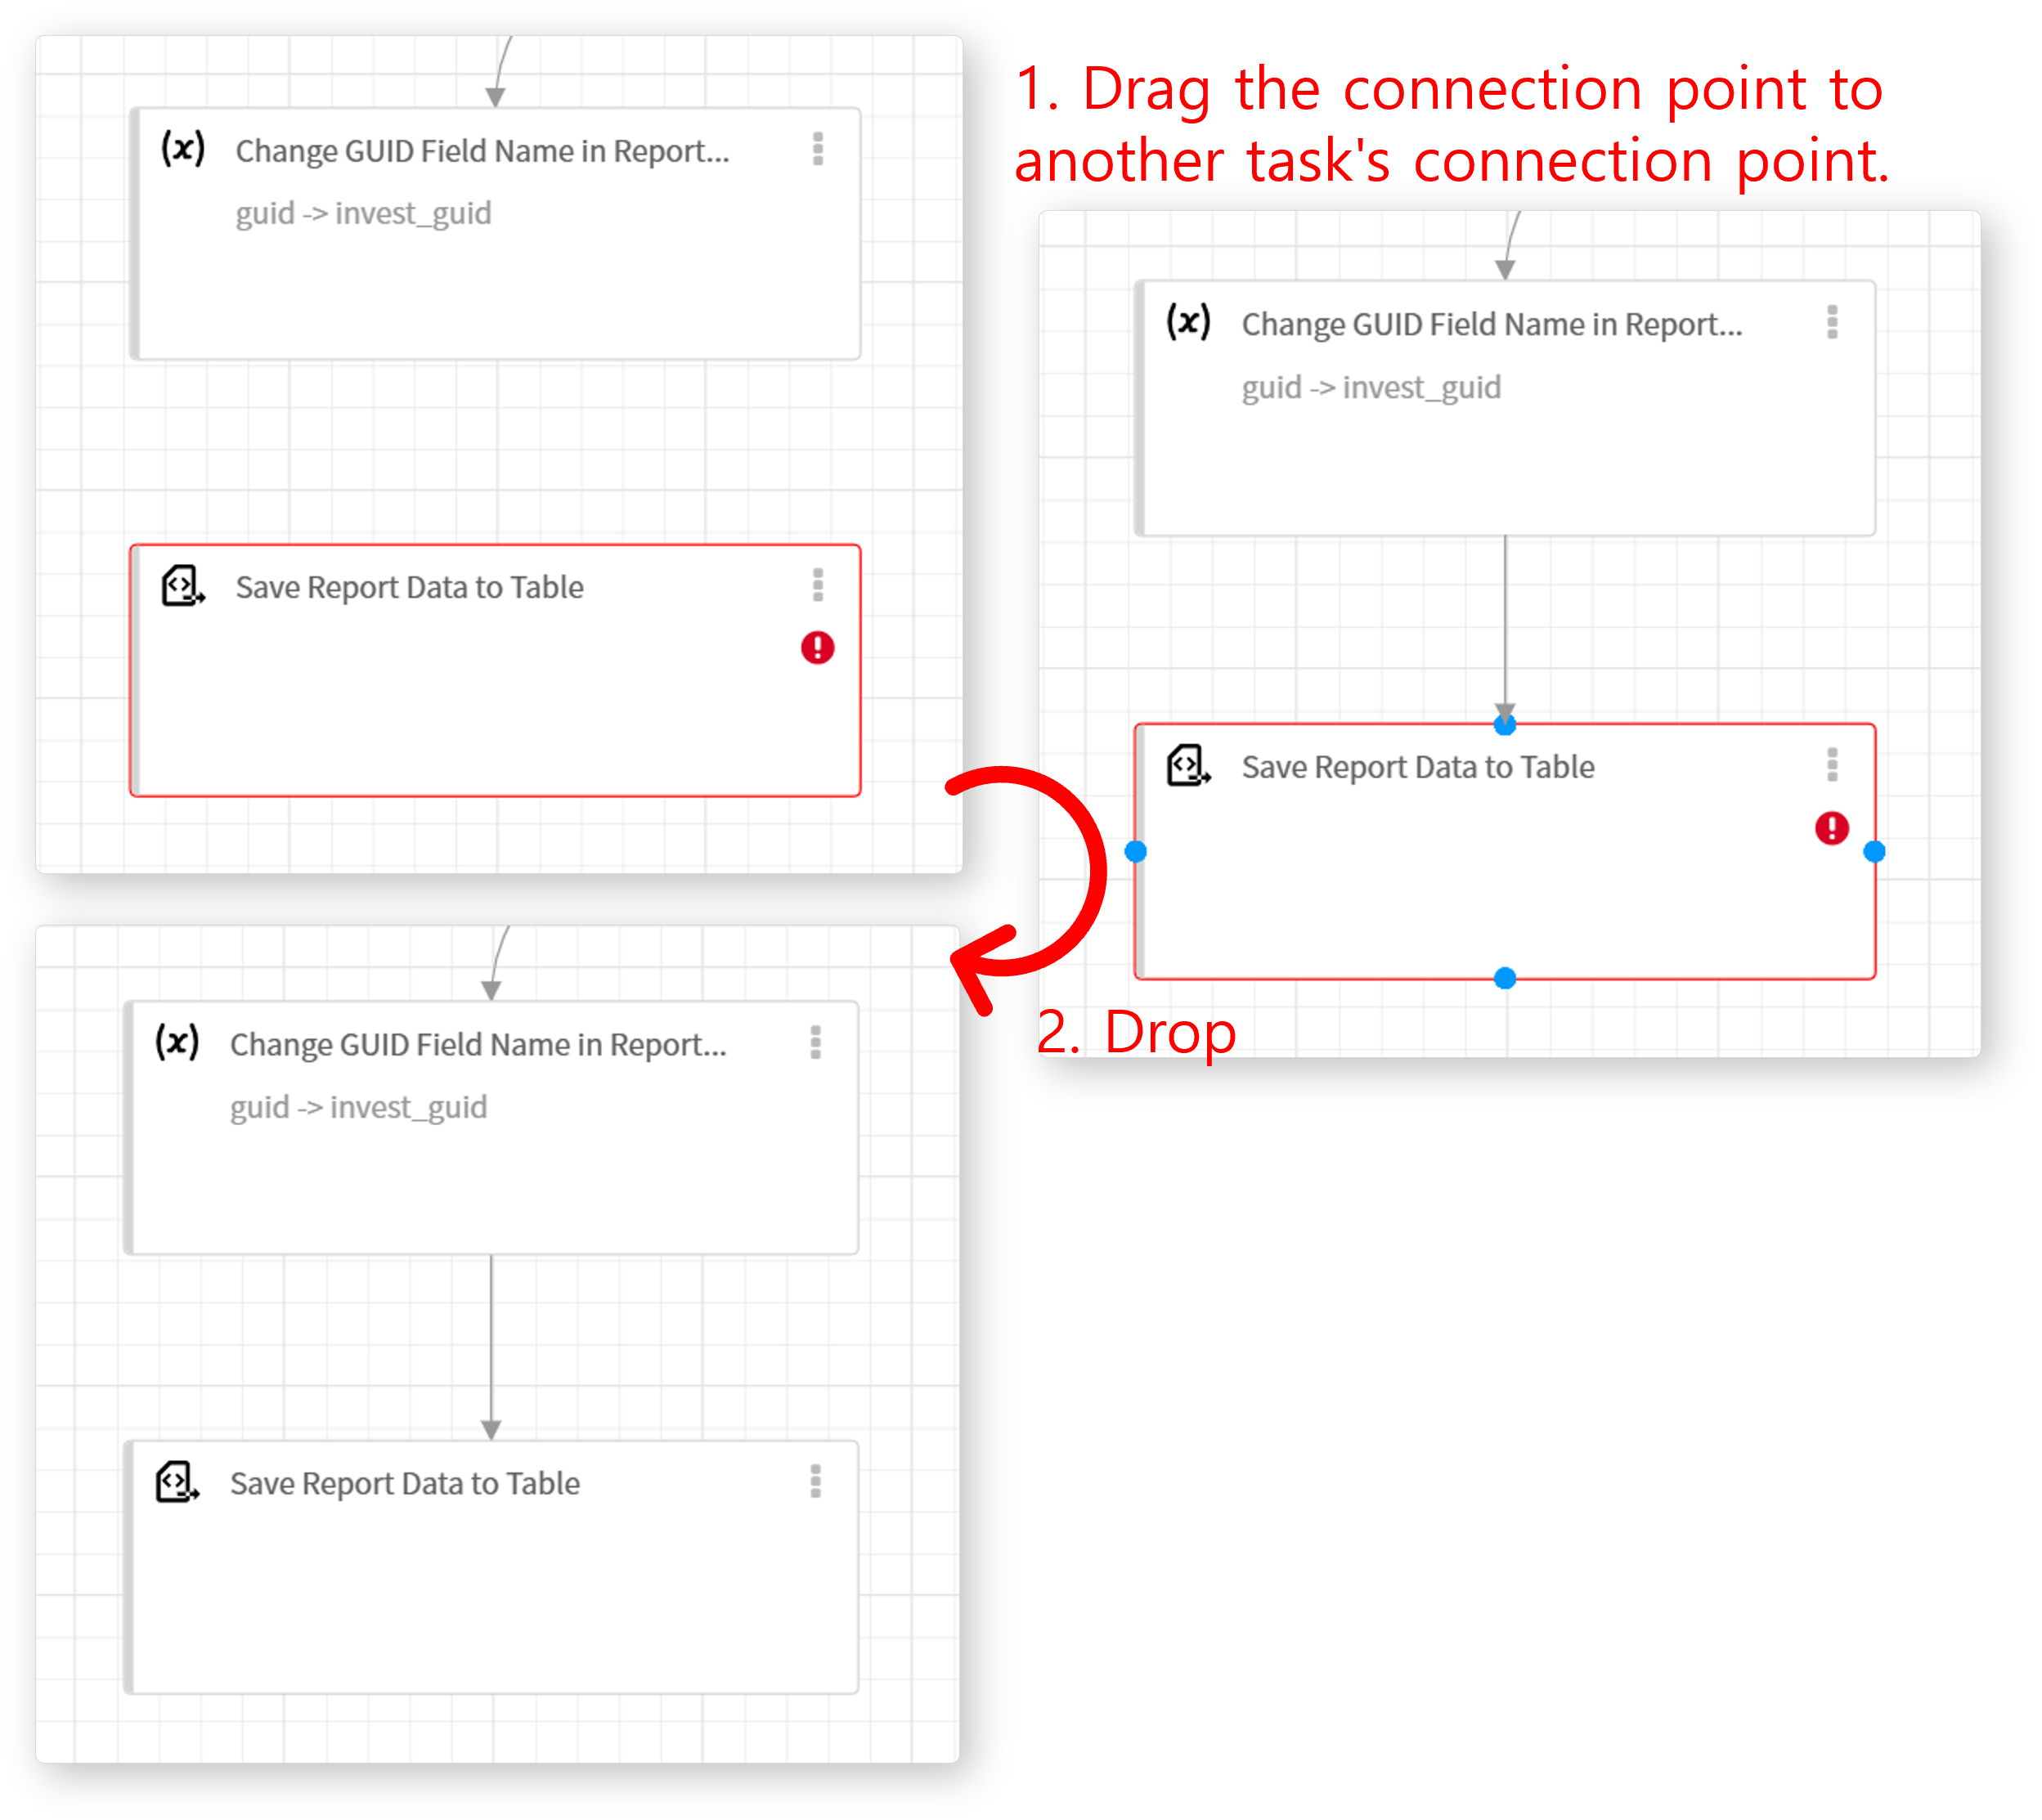 (x) Change GUID Field Name in Report...
guid -> invest_guid
Save Report Data to Table
1. Drag the connection point to
another task's connection point.
(x) Change GUID Field Name in Report...
guid -> invest_guid
Save Report Data to Table
2. Drop
(x) Change GUID Field Name in Report...
guid -> invest_guid
Save Report Data to Table